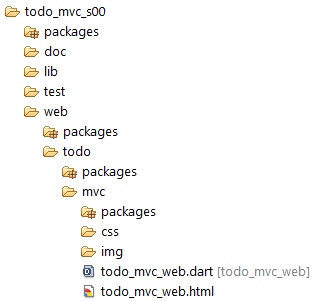 todo_mvc_s00
packages
doc
lib
test
web
packages
todo
packages
mvc
packages
css
img
todo_mvc_web.dart [todo_mvc_web]
todo_mvc_web.html